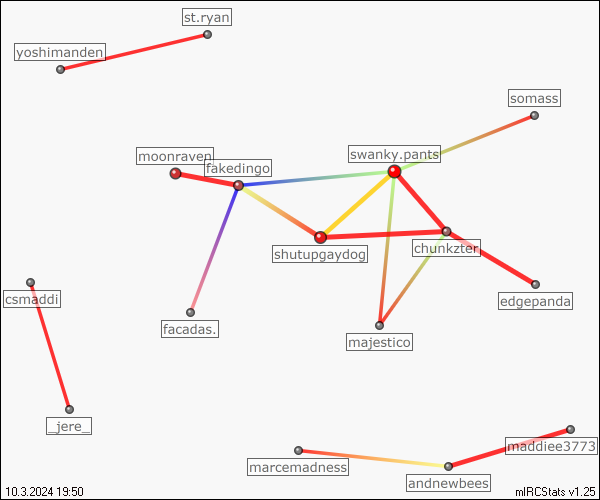 st.ryan
yoshimanden
somass
moonraven
swanky.pants
fakedingo
chunkzter
shutupgaydog
csmaddi
edgepanda
facadas.
majestico
_jere_
maddiee3773
marcemadness
andnewbees
10.3.2024 19:50
mIRCStats v1.25